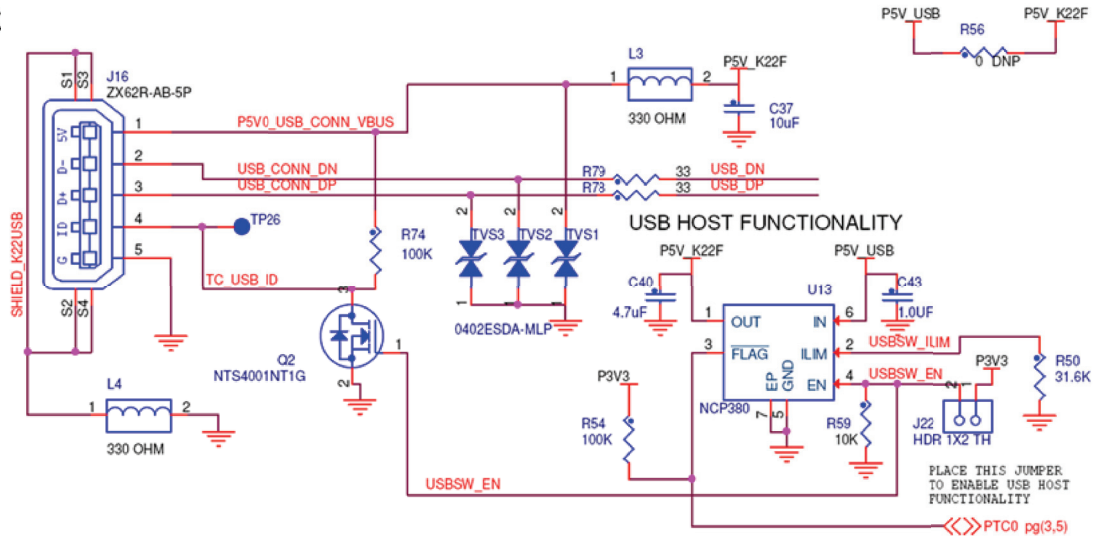 P5V_USB
P5V_K22F
R56
0 DNP
S1
S3
J16
ZX62R-AB-5P
L3
1
2
P5V_K22F
330 OHM
C37
10uF
5V
D-
D+
ID
G
1
P5V0_USB_CONN_VBUS
2
USB_CONN_DN
R79
33
USB_DN
3
USB_CONN_DP
R78
33
USB_DP
4
TP26
5
R74
100K
2
TVS3
2
TVS2
2
TVS1
1
1
1
0402ESDA-MLP
USB HOST FUNCTIONALITY
P5V_K22F
P5V_USB
SHIELD_K22USB
S2
S4
TC_USB_ID
3
Q2
NTS4001NT1G
1
2
C40
4.7uF
U13
C43
1.0UF
1
OUT
IN
6
3
FLAG
ILIM
2
USBSW_ILIM
EP
GND
EN
4
USBSW_EN
NCP380
7
5
R50
31.6K
P3V3
2
1
J22
HDR 1X2 TH
R59
10K
P3V3
R54
100K
L4
1
2
330 OHM
USBSW_EN
PLACE THIS JUMPER
TO ENABLE USB HOST
FUNCTIONALITY
PTC0 pg(3,5)